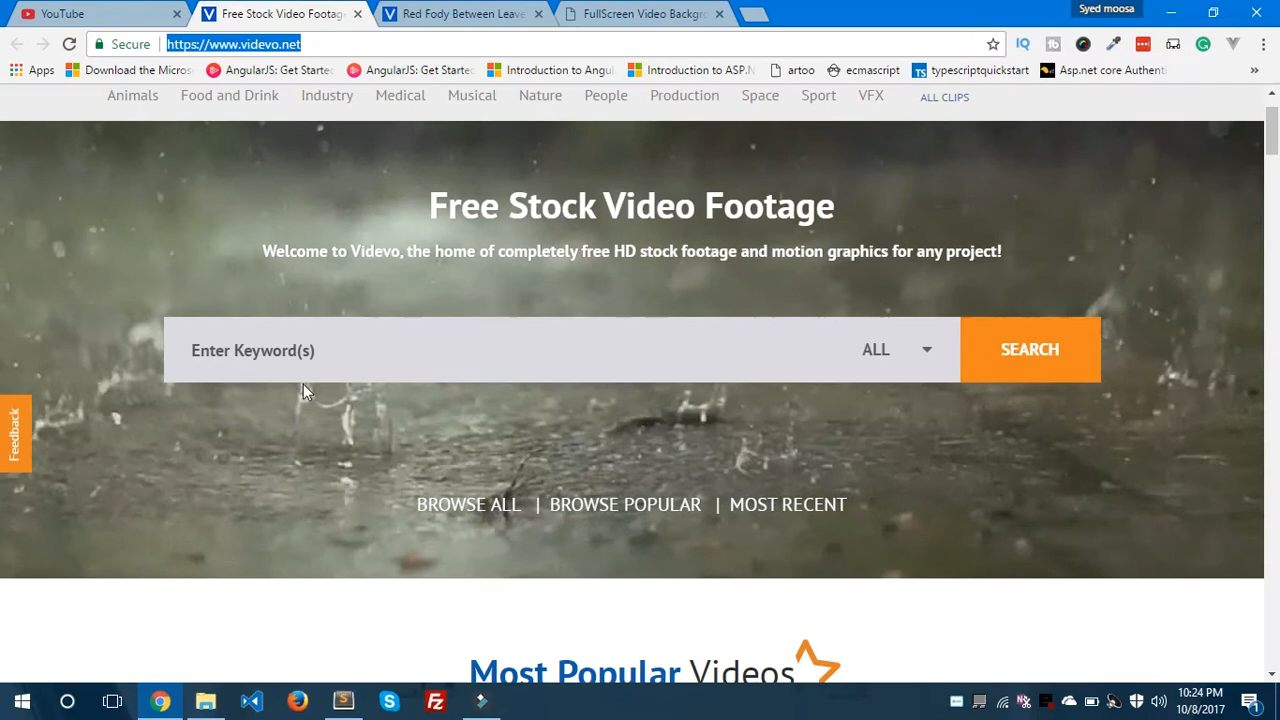 YouTube
Free Stock Video Footag
Red Fody Between Leave
FullScreen Video Backgro
Syed moosa
Secure
https://www.videvo.net
Apps
Download the Micros
AngularJS: Get Starte
AngularJS: Get Starte
Introduction to Angul
Introduction to ASP.N
artoo
ecmascript
typescriptquickstart
Asp.net core Authenti
Animals
Food and Drink
Industry
Medical
Musical
Nature
People
Production
Space
Sport
VFX
ALL CLIPS
Free Stock Video Footage
Welcome to Videvo, the home of completely free HD stock footage and motion graphics for any project!
Enter Keyword(s)
ALL
SEARCH
Feedback
BROWSE ALL | BROWSE POPULAR | MOST RECENT
Most Popular Videos
10:24 PM
10/8/2017